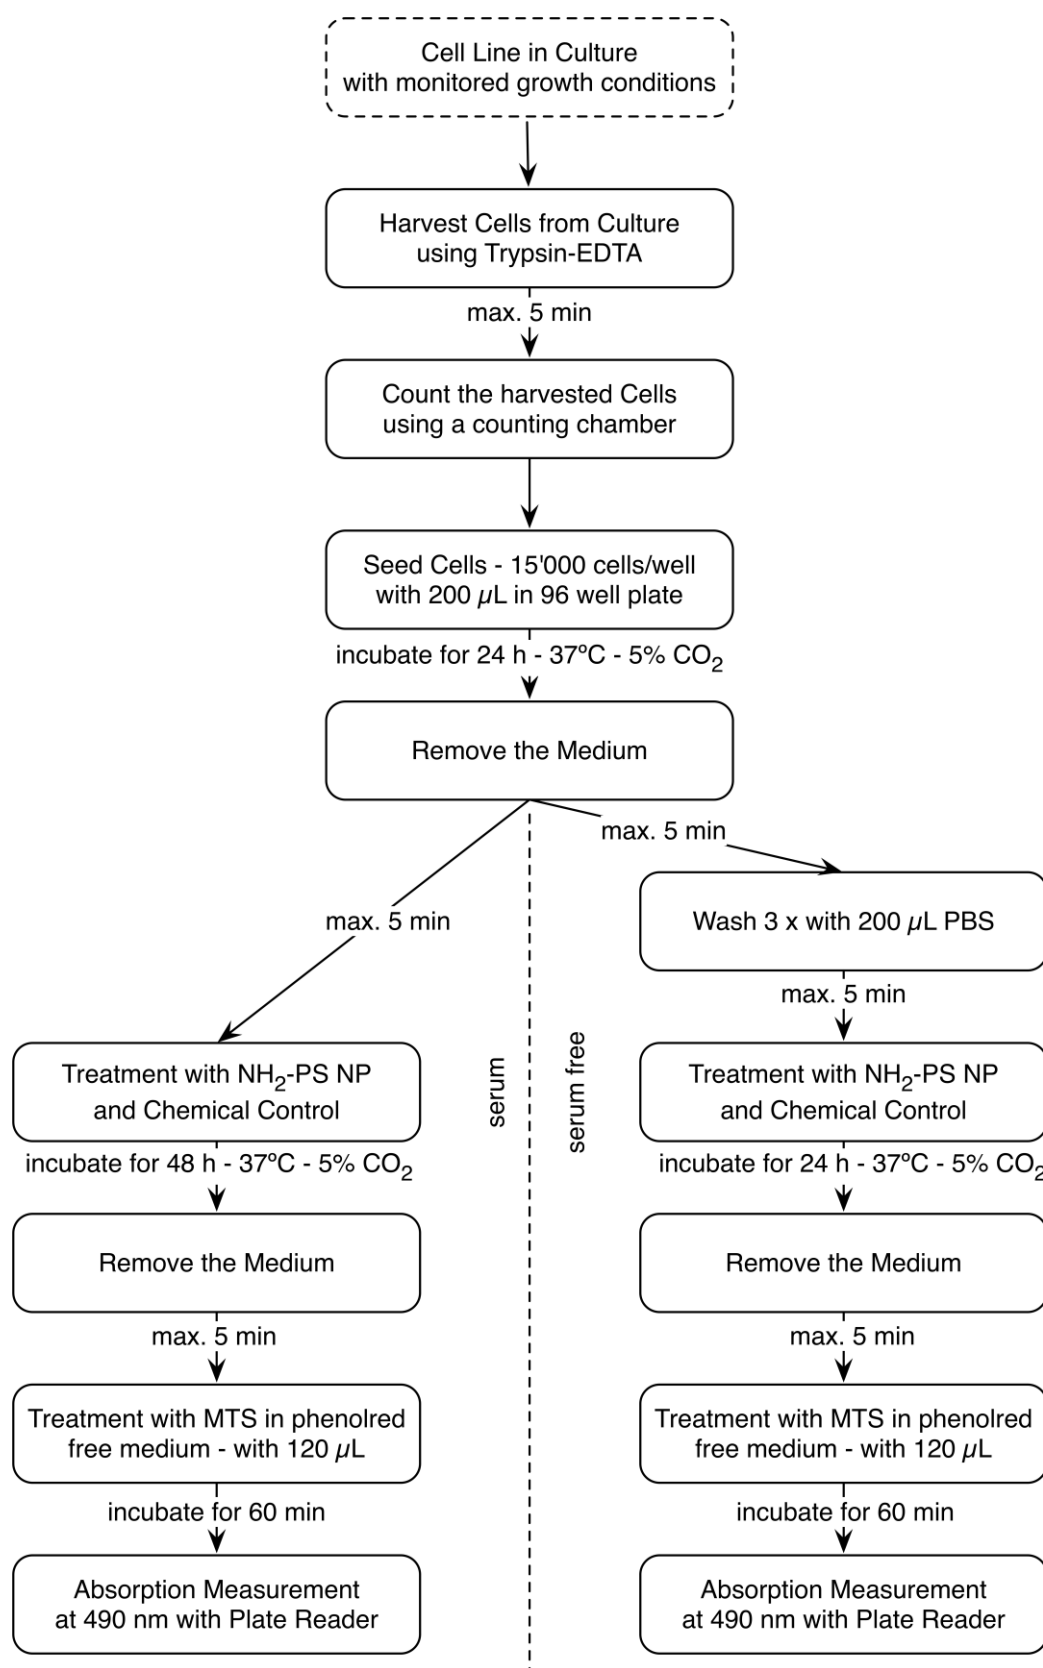 Cell Line in Culture
with monitored growth conditions
Harvest Cells from Culture
using Trypsin-EDTA
max. 5 min
Count the harvested Cells
using a counting chamber
Seed Cells - 15'000 cells/well
with 200 µL in 96 well plate
incubate for 24 h - 37ºC - 5% CO₂
Remove the Medium
max. 5 min
Treatment with NH₂-PS NP
and Chemical Control
incubate for 48 h - 37ºC - 5% CO₂
Remove the Medium
max. 5 min
Treatment with MTS in phenolred
free medium - with 120 µL
incubate for 60 min
Absorption Measurement
at 490 nm with Plate Reader
serum
serum free
max. 5 min
Wash 3 x with 200 µL PBS
max. 5 min
Treatment with NH₂-PS NP
and Chemical Control
incubate for 24 h - 37ºC - 5% CO₂
Remove the Medium
max. 5 min
Treatment with MTS in phenolred
free medium - with 120 µL
incubate for 60 min
Absorption Measurement
at 490 nm with Plate Reader